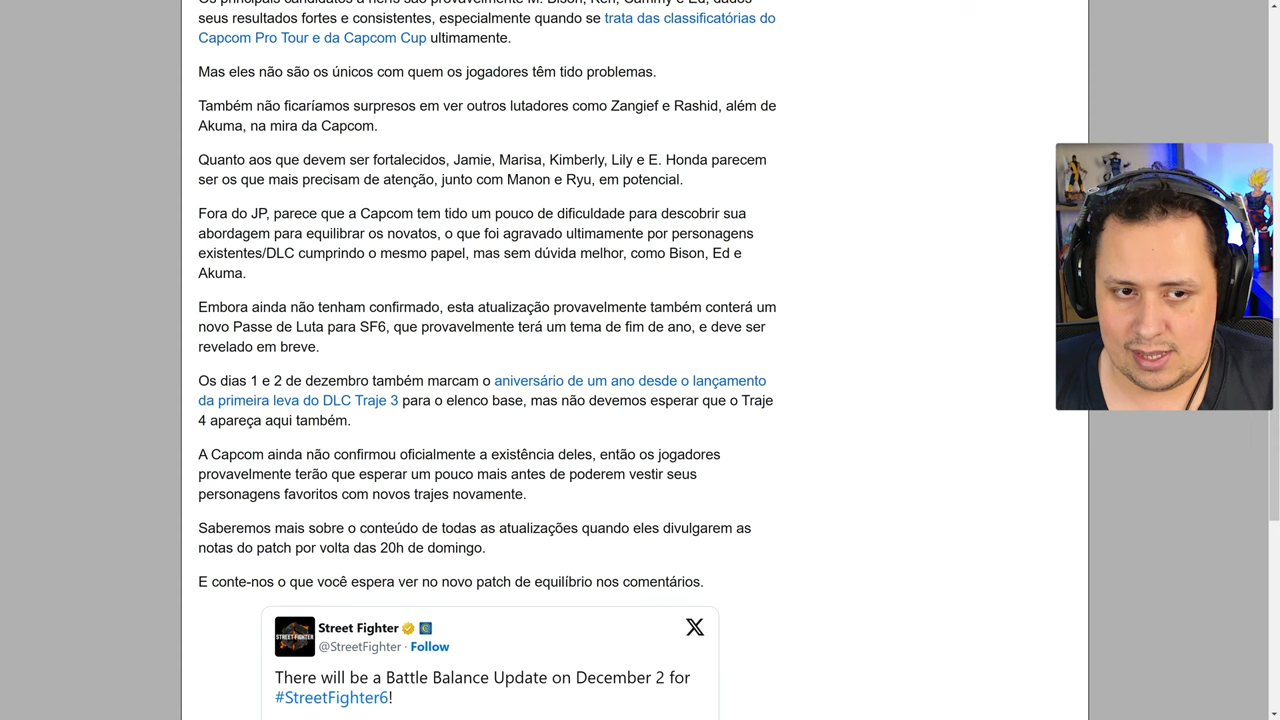 Os principais candidatos a nerfs são provavelmente M. Bison, Ken, Cammy e Ed, dados
seus resultados fortes e consistentes, especialmente quando se trata das classificatórias do
Capcom Pro Tour e da Capcom Cup ultimamente.
Mas eles não são os únicos com quem os jogadores têm tido problemas.
Também não ficaríamos surpresos em ver outros lutadores como Zangief e Rashid, além de
Akuma, na mira da Capcom.
Quanto aos que devem ser fortalecidos, Jamie, Marisa, Kimberly, Lily e E. Honda parecem
ser os que mais precisam de atenção, junto com Manon e Ryu, em potencial.
Fora do JP, parece que a Capcom tem tido um pouco de dificuldade para descobrir sua
abordagem para equilibrar os novatos, o que foi agravado ultimamente por personagens
existentes/DLC cumprindo o mesmo papel, mas sem dúvida melhor, como Bison, Ed e
Akuma.
Embora ainda não tenham confirmado, esta atualização provavelmente também conterá um
novo Passe de Luta para SF6, que provavelmente terá um tema de fim de ano, e deve ser
revelado em breve.
Os dias 1 e 2 de dezembro também marcam o aniversário de um ano desde o lançamento
da primeira leva do DLC Traje 3 para o elenco base, mas não devemos esperar que o Traje
4 apareça aqui também.
A Capcom ainda não confirmou oficialmente a existência deles, então os jogadores
provavelmente terão que esperar um pouco mais antes de poderem vestir seus
personagens favoritos com novos trajes novamente.
Saberemos mais sobre o conteúdo de todas as atualizações quando eles divulgarem as
notas do patch por volta das 20h de domingo.
E conte-nos o que você espera ver no novo patch de equilíbrio nos comentários.
STREET FIGHTER
Street Fighter
@StreetFighter · Follow
There will be a Battle Balance Update on December 2 for
#StreetFighter6!